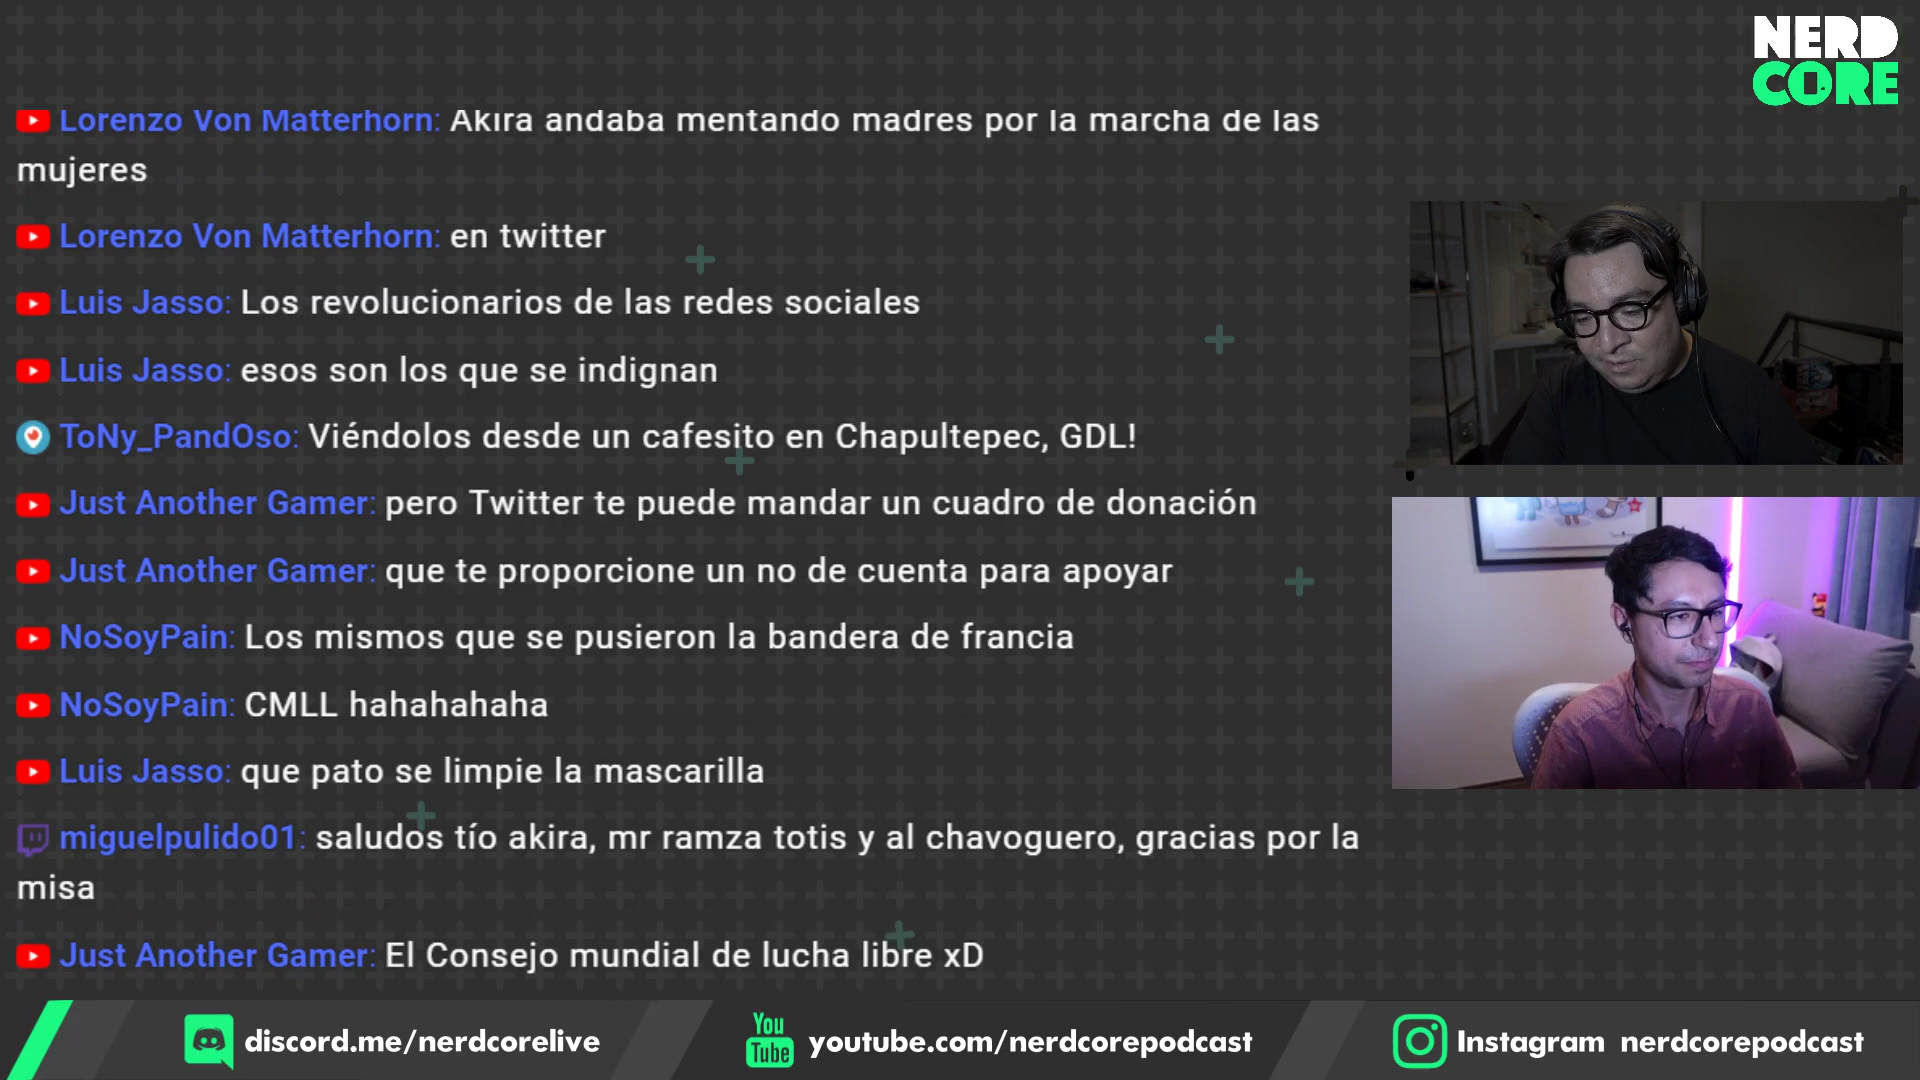 NERD
CORE
Lorenzo Von Matterhorn: Akira andaba mentando madres por la marcha de las
mujeres
Lorenzo Von Matterhorn: en twitter
Luis Jasso: Los revolucionarios de las redes sociales
Luis Jasso: esos son los que se indignan
ToNy_PandOso: Viéndolos desde un cafesito en Chapultepec, GDL!
Just Another Gamer: pero Twitter te puede mandar un cuadro de donación
Just Another Gamer: que te proporcione un no de cuenta para apoyar
NoSoyPain: Los mismos que se pusieron la bandera de francia
NoSoyPain: CMLL hahahahaha
Luis Jasso: que pato se limpie la mascarilla
miguelpulido01: saludos tío akira, mr ramza totis y al chavoguero, gracias por la
misa
Just Another Gamer: El Consejo mundial de lucha libre xD
discord.me/nerdcorelive
You
Tube
youtube.com/nerdcorepodcast
Instagram nerdcorepodcast